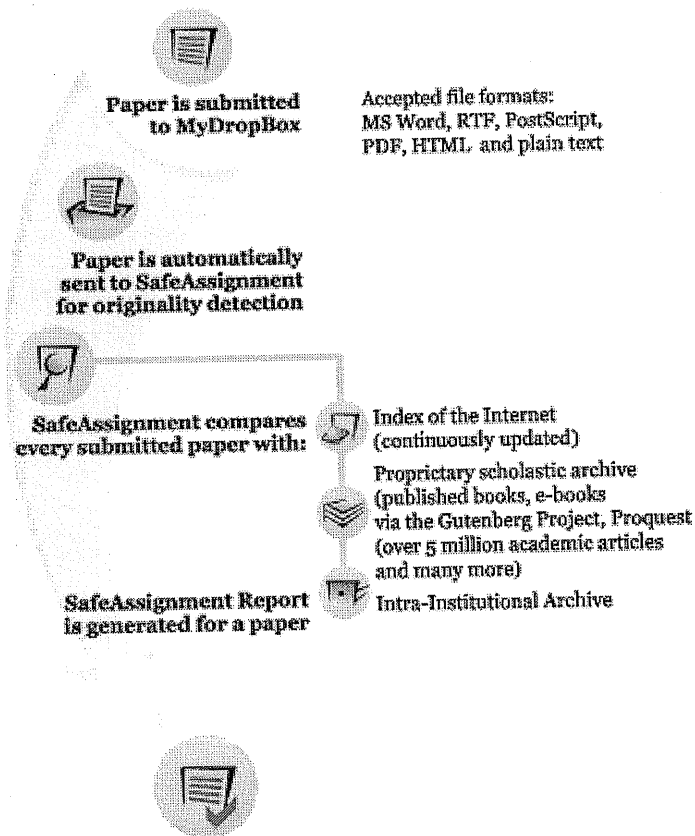 Paper is submitted
to MyDropBox
Accepted file formats:
MS Word, RTF, PostScript,
PDF, HTML and plain text
Paper is automatically
sent to SafeAssignment
for originality detection
SafeAssignment compares
every submitted paper with:
Index of the Internet
(continuously updated)
Proprietary scholastic archive
(published books, e-books
via the Gutenberg Project, Proquest
(over 5 million academic articles
and many more)
Intra-Institutional Archive
SafeAssignment Report
is generated for a paper